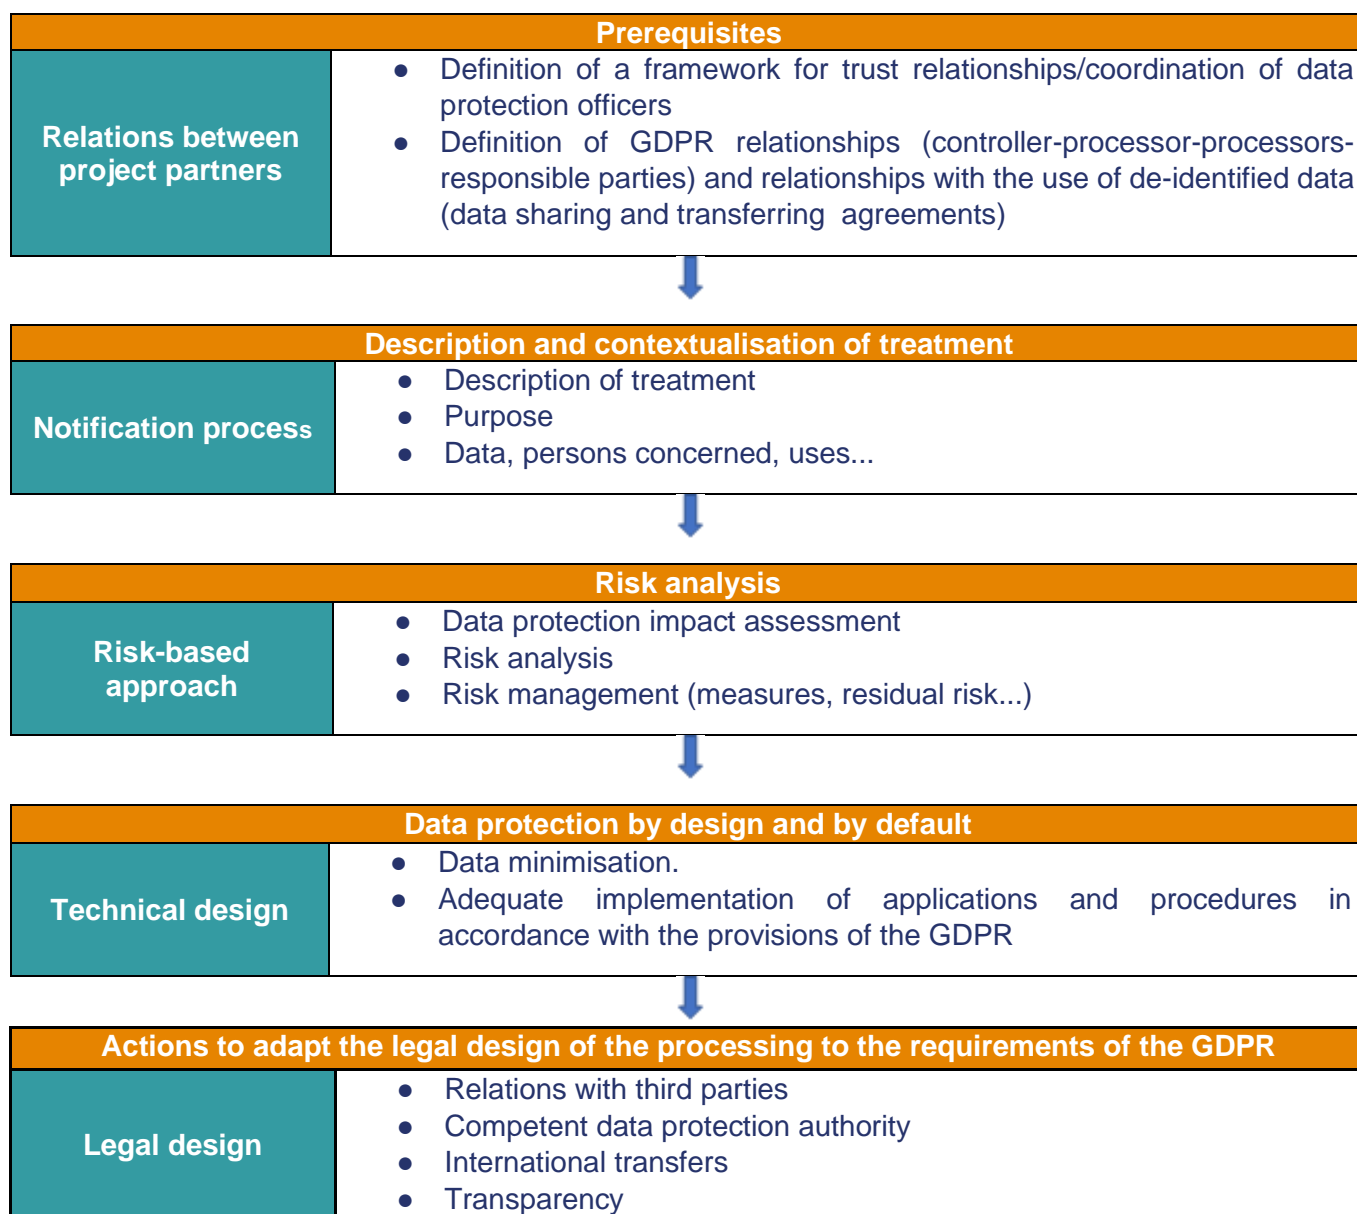 Prerequisites
Relations between
project partners
● Definition of a framework for trust relationships/coordination of data
protection officers
● Definition of GDPR relationships (controller-processor-processors-
responsible parties) and relationships with the use of de-identified data
(data sharing and transferring agreements)
Description and contextualisation of treatment
Notification process
● Description of treatment
● Purpose
● Data, persons concerned, uses...
Risk analysis
Risk-based
approach
● Data protection impact assessment
● Risk analysis
● Risk management (measures, residual risk...)
Data protection by design and by default
Technical design
● Data minimisation.
● Adequate implementation of applications and procedures in
accordance with the provisions of the GDPR
Actions to adapt the legal design of the processing to the requirements of the GDPR
Legal design
● Relations with third parties
● Competent data protection authority
● International transfers
● Transparency